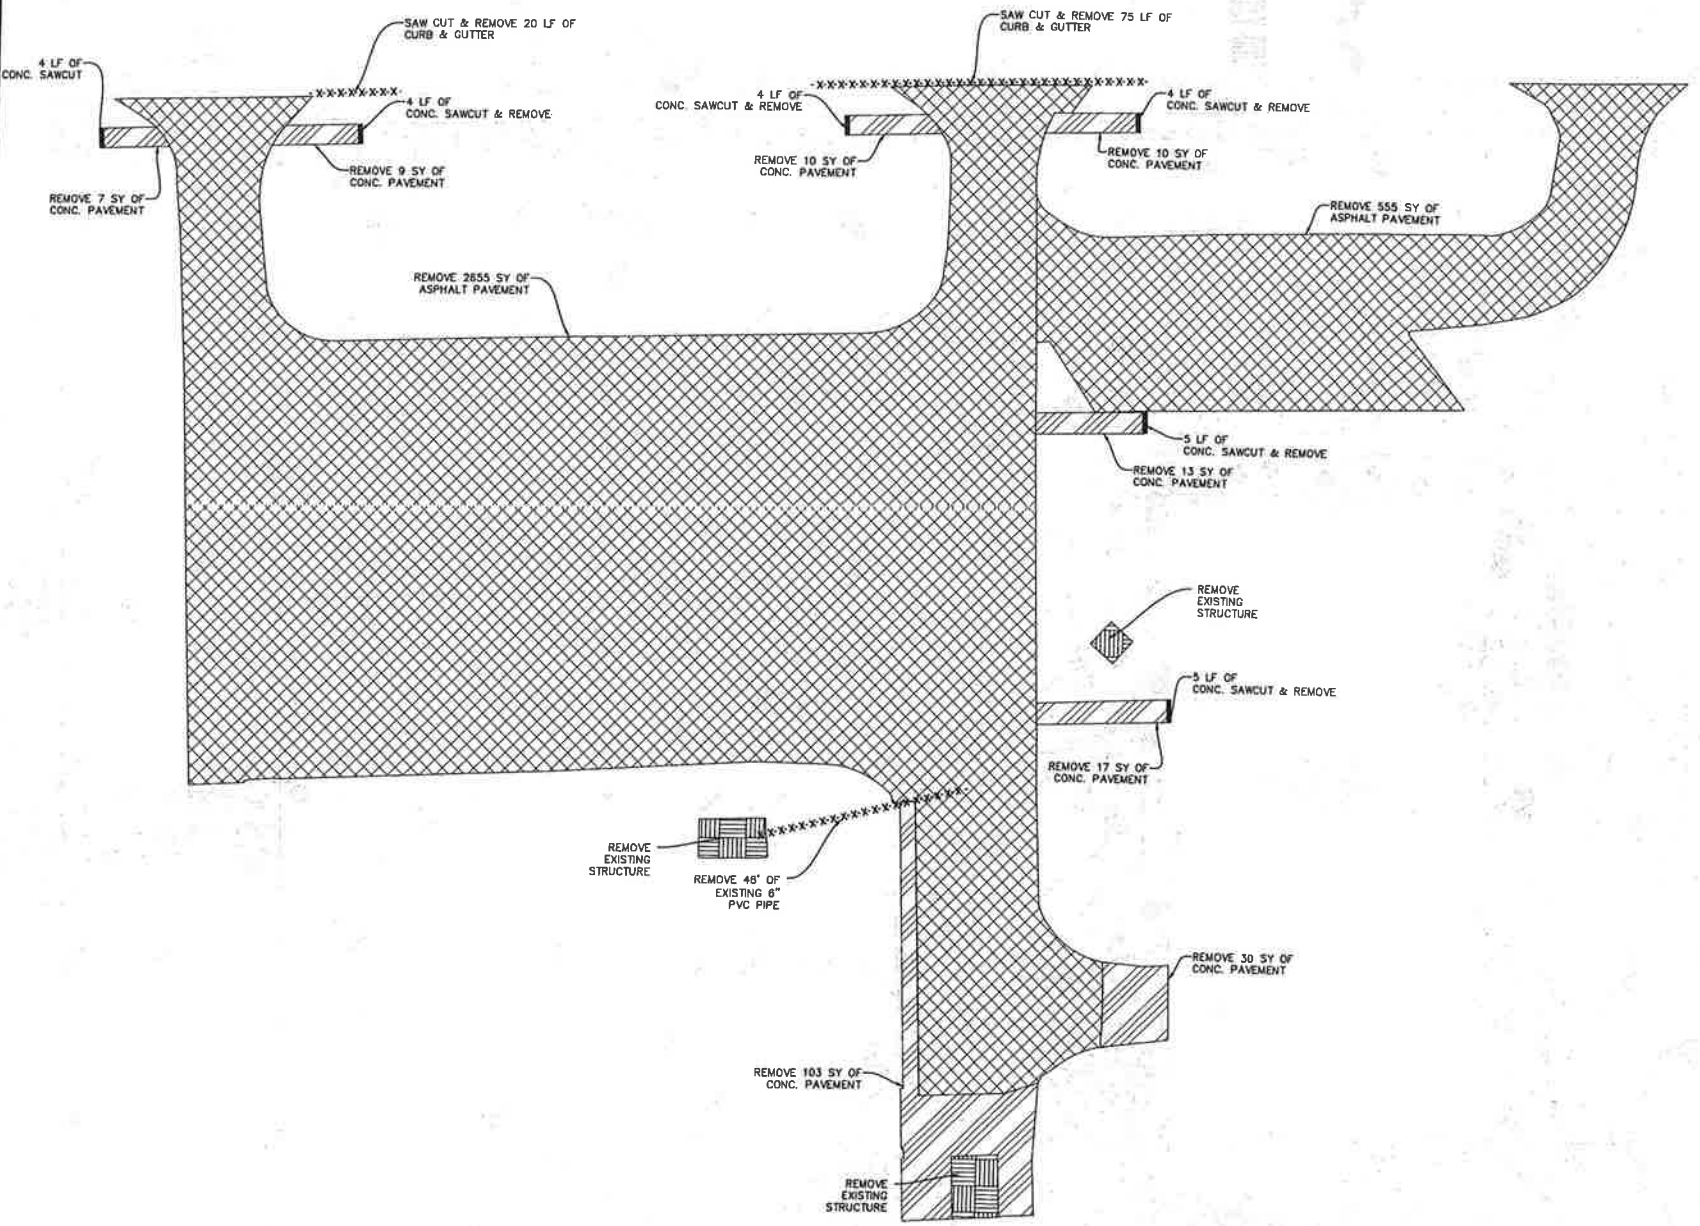 SAW CUT & REMOVE 20 LF OF
CURB & GUTTER
SAW CUT & REMOVE 75 LF OF
CURB & GUTTER
4 LF OF
CONC. SAWCUT
4 LF OF
CONC. SAWCUT & REMOVE
4 LF OF
CONC. SAWCUT & REMOVE
4 LF OF
CONC. SAWCUT & REMOVE
REMOVE 7 SY OF
CONC. PAVEMENT
REMOVE 9 SY OF
CONC. PAVEMENT
REMOVE 10 SY OF
CONC. PAVEMENT
REMOVE 10 SY OF
CONC. PAVEMENT
REMOVE 555 SY OF
ASPHALT PAVEMENT
REMOVE 2655 SY OF
ASPHALT PAVEMENT
5 LF OF
CONC. SAWCUT & REMOVE
REMOVE 13 SY OF
CONC. PAVEMENT
REMOVE
EXISTING
STRUCTURE
5 LF OF
CONC. SAWCUT & REMOVE
REMOVE 17 SY OF
CONC. PAVEMENT
REMOVE
EXISTING
STRUCTURE
REMOVE 48' OF
EXISTING 6"
PVC PIPE
REMOVE 30 SY OF
CONC. PAVEMENT
REMOVE 103 SY OF
CONC. PAVEMENT
REMOVE
EXISTING
STRUCTURE